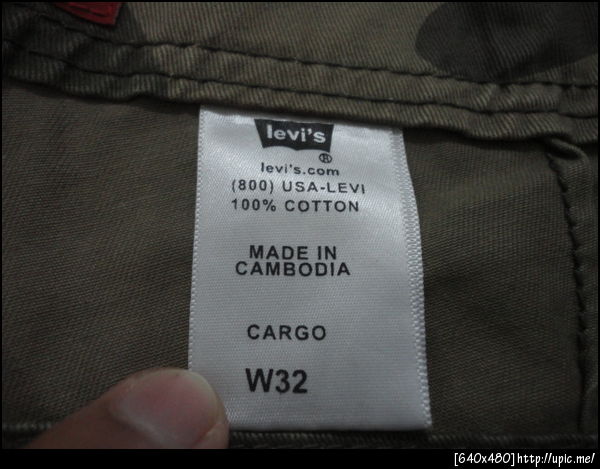 levi's
®
levi's.com
(800) USA-LEVI
100% COTTON
MADE IN
CAMBODIA
CARGO
W32
[640x480]http://upic.me/